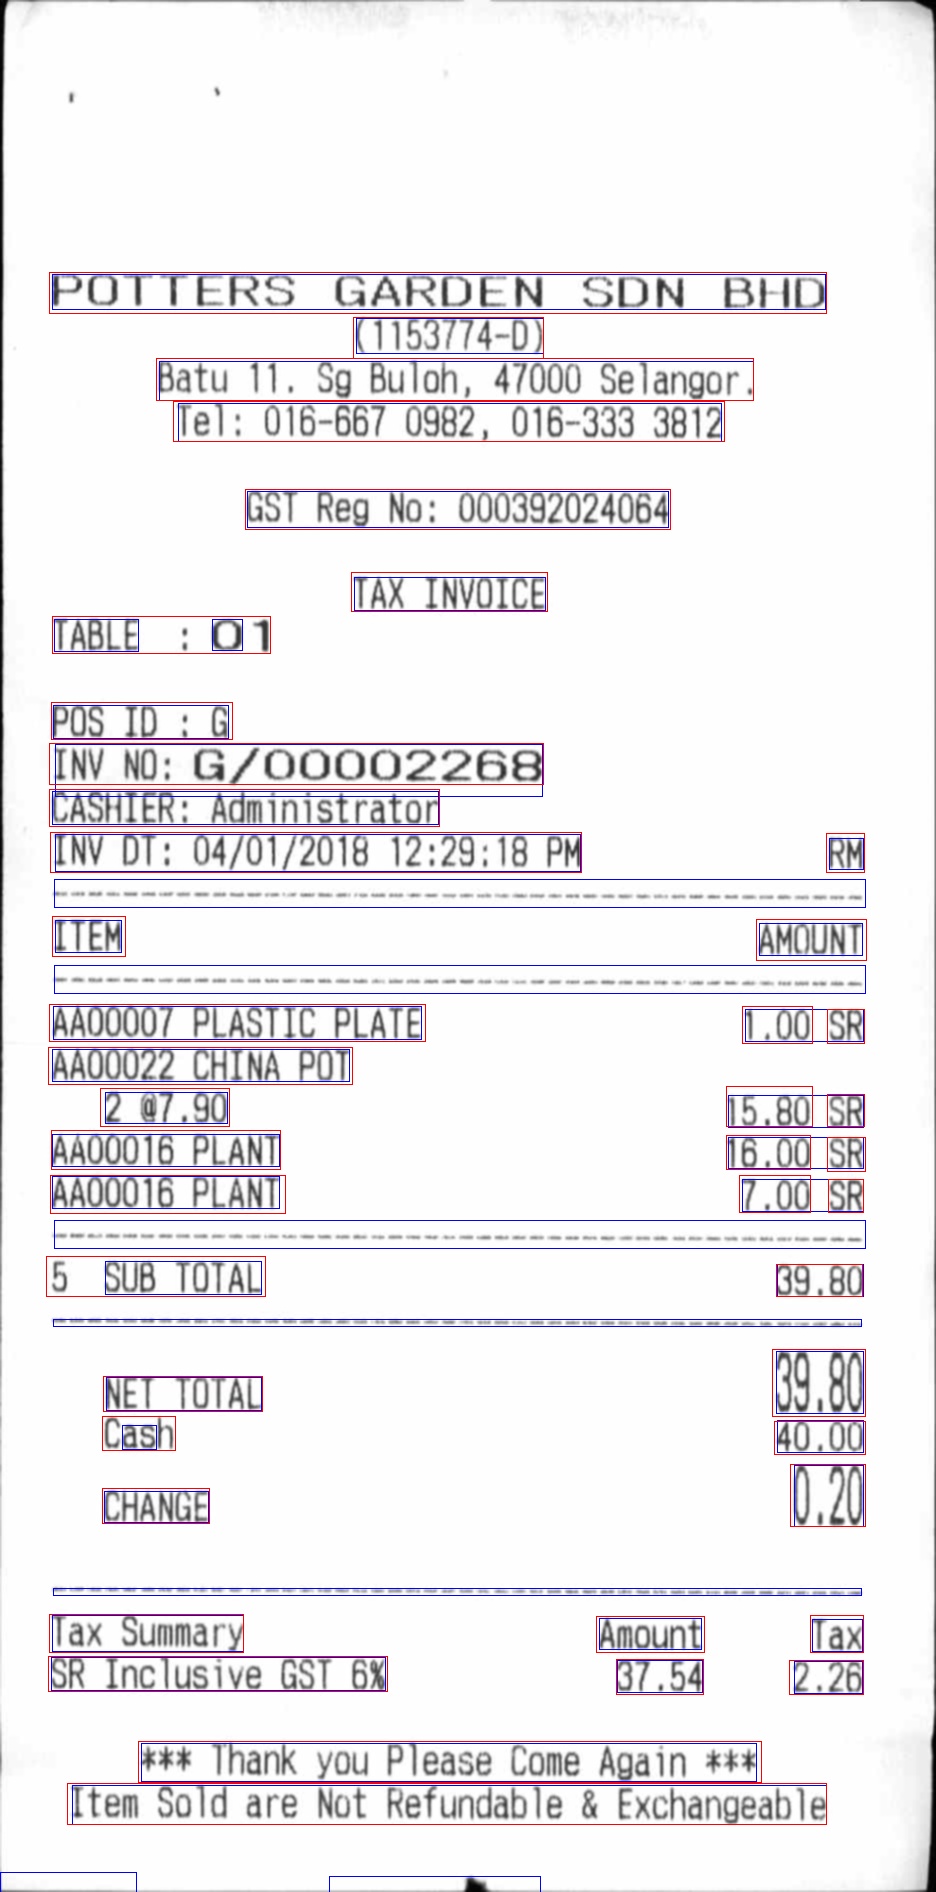 POTTERS GARDEN SDN BHD
(1153774-D)
Batu 11. Sg Buloh, 47000 Selangor.
Tel: 016-667 0982, 016-333 3812
GST Reg No: 000392024064
TAX INVOICE
TABLE : 01
POS ID : G
INV NO: G/00002268
CASHIER: Administrator
INV DT: 04/01/2018 12:29:18 PM RM
ITEM AMOUNT
AA00007 PLASTIC PLATE 1.00 SR
AA00022 CHINA POT
2 @7.90 15.80 SR
AA00016 PLANT 16.00 SR
AA00016 PLANT 7.00 SR
5 SUB TOTAL 39.80
NET TOTAL 39.80
Cash 40.00
CHANGE 0.20
Tax Summary Amount Tax
SR Inclusive GST 6% 37.54 2.26
*** Thank you Please Come Again ***
Item Sold are Not Refundable & Exchangeable